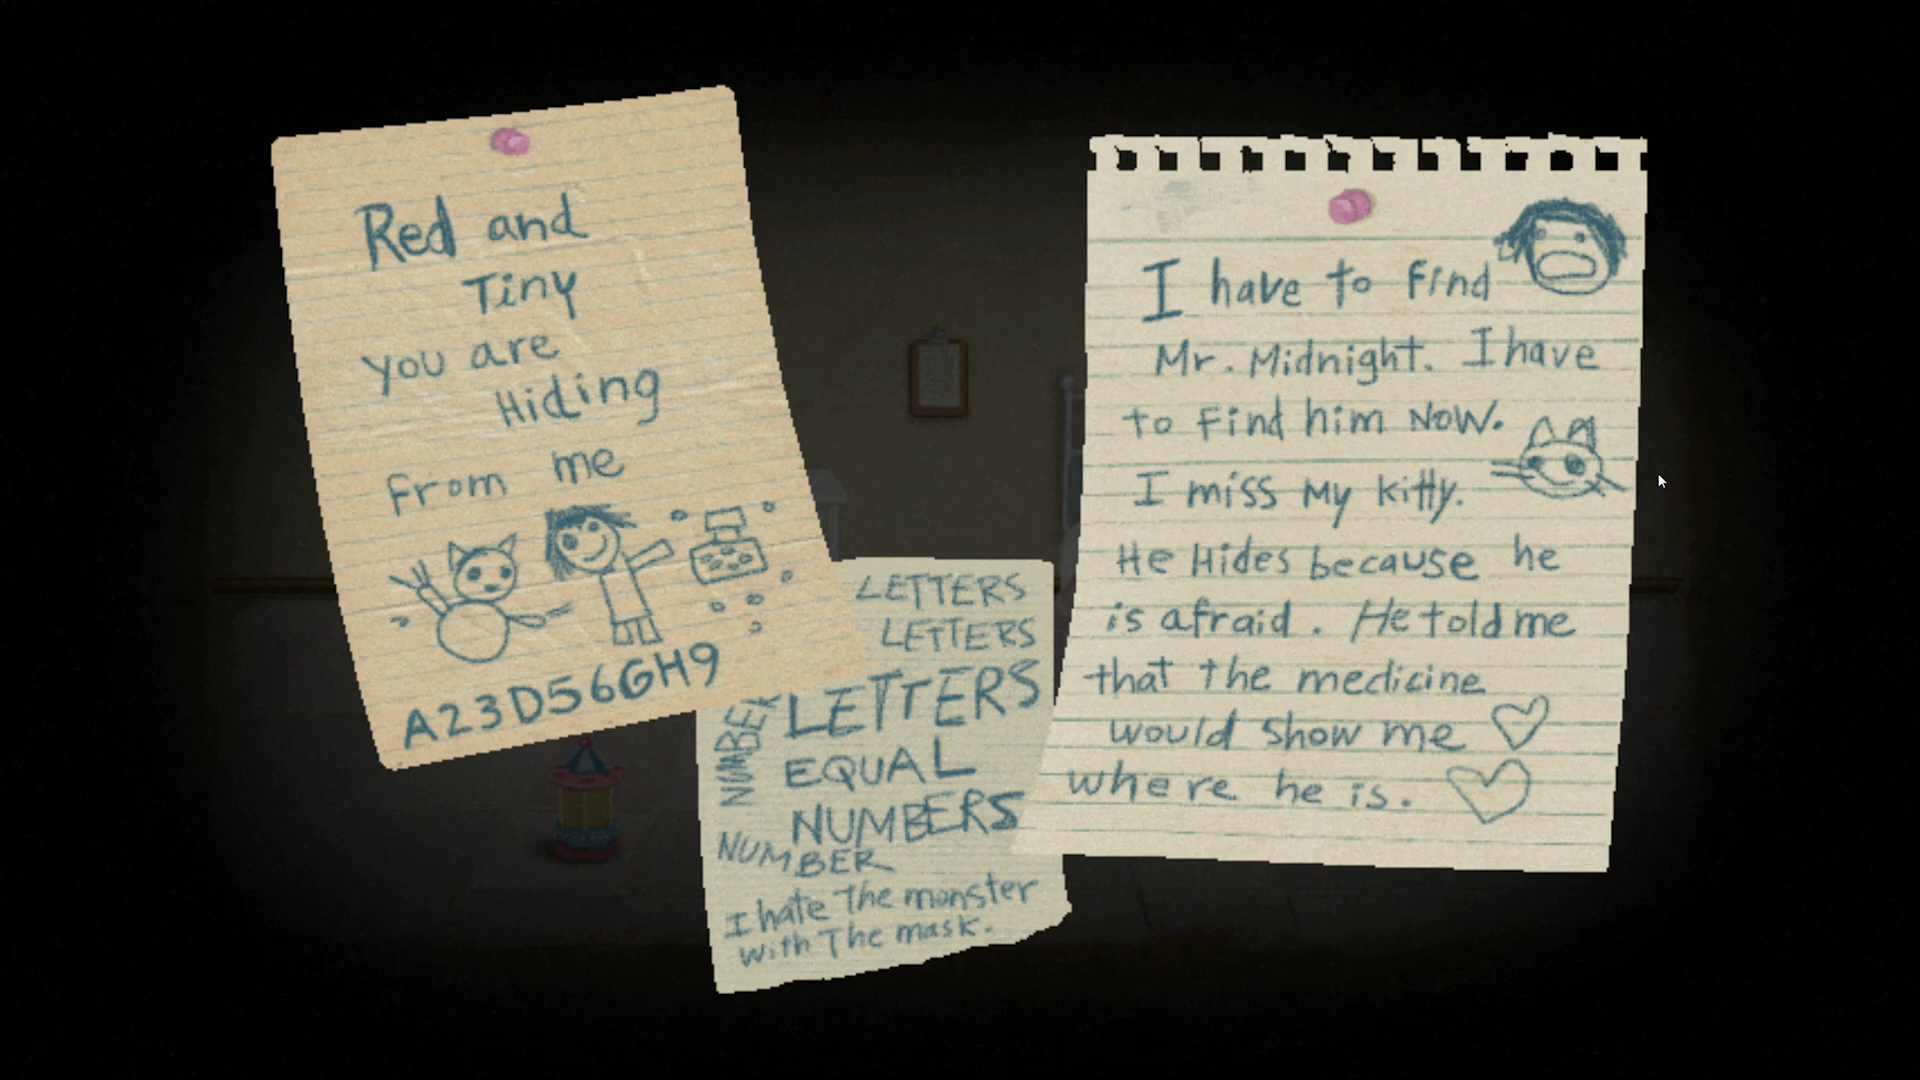 Red and
Tiny
you are
Hiding
From me
A23D56GH9
LETTERS
LETTERS
LETTERS
NUMBER
EQUAL
NUMBERS
NUMBER
I hate The monster
with The mask.
I have to find
Mr. Midnight. I have
to Find him NOW.
I miss My kitty.
He Hides because he
is afraid. He told me
that the medicine
would show me
where he is.